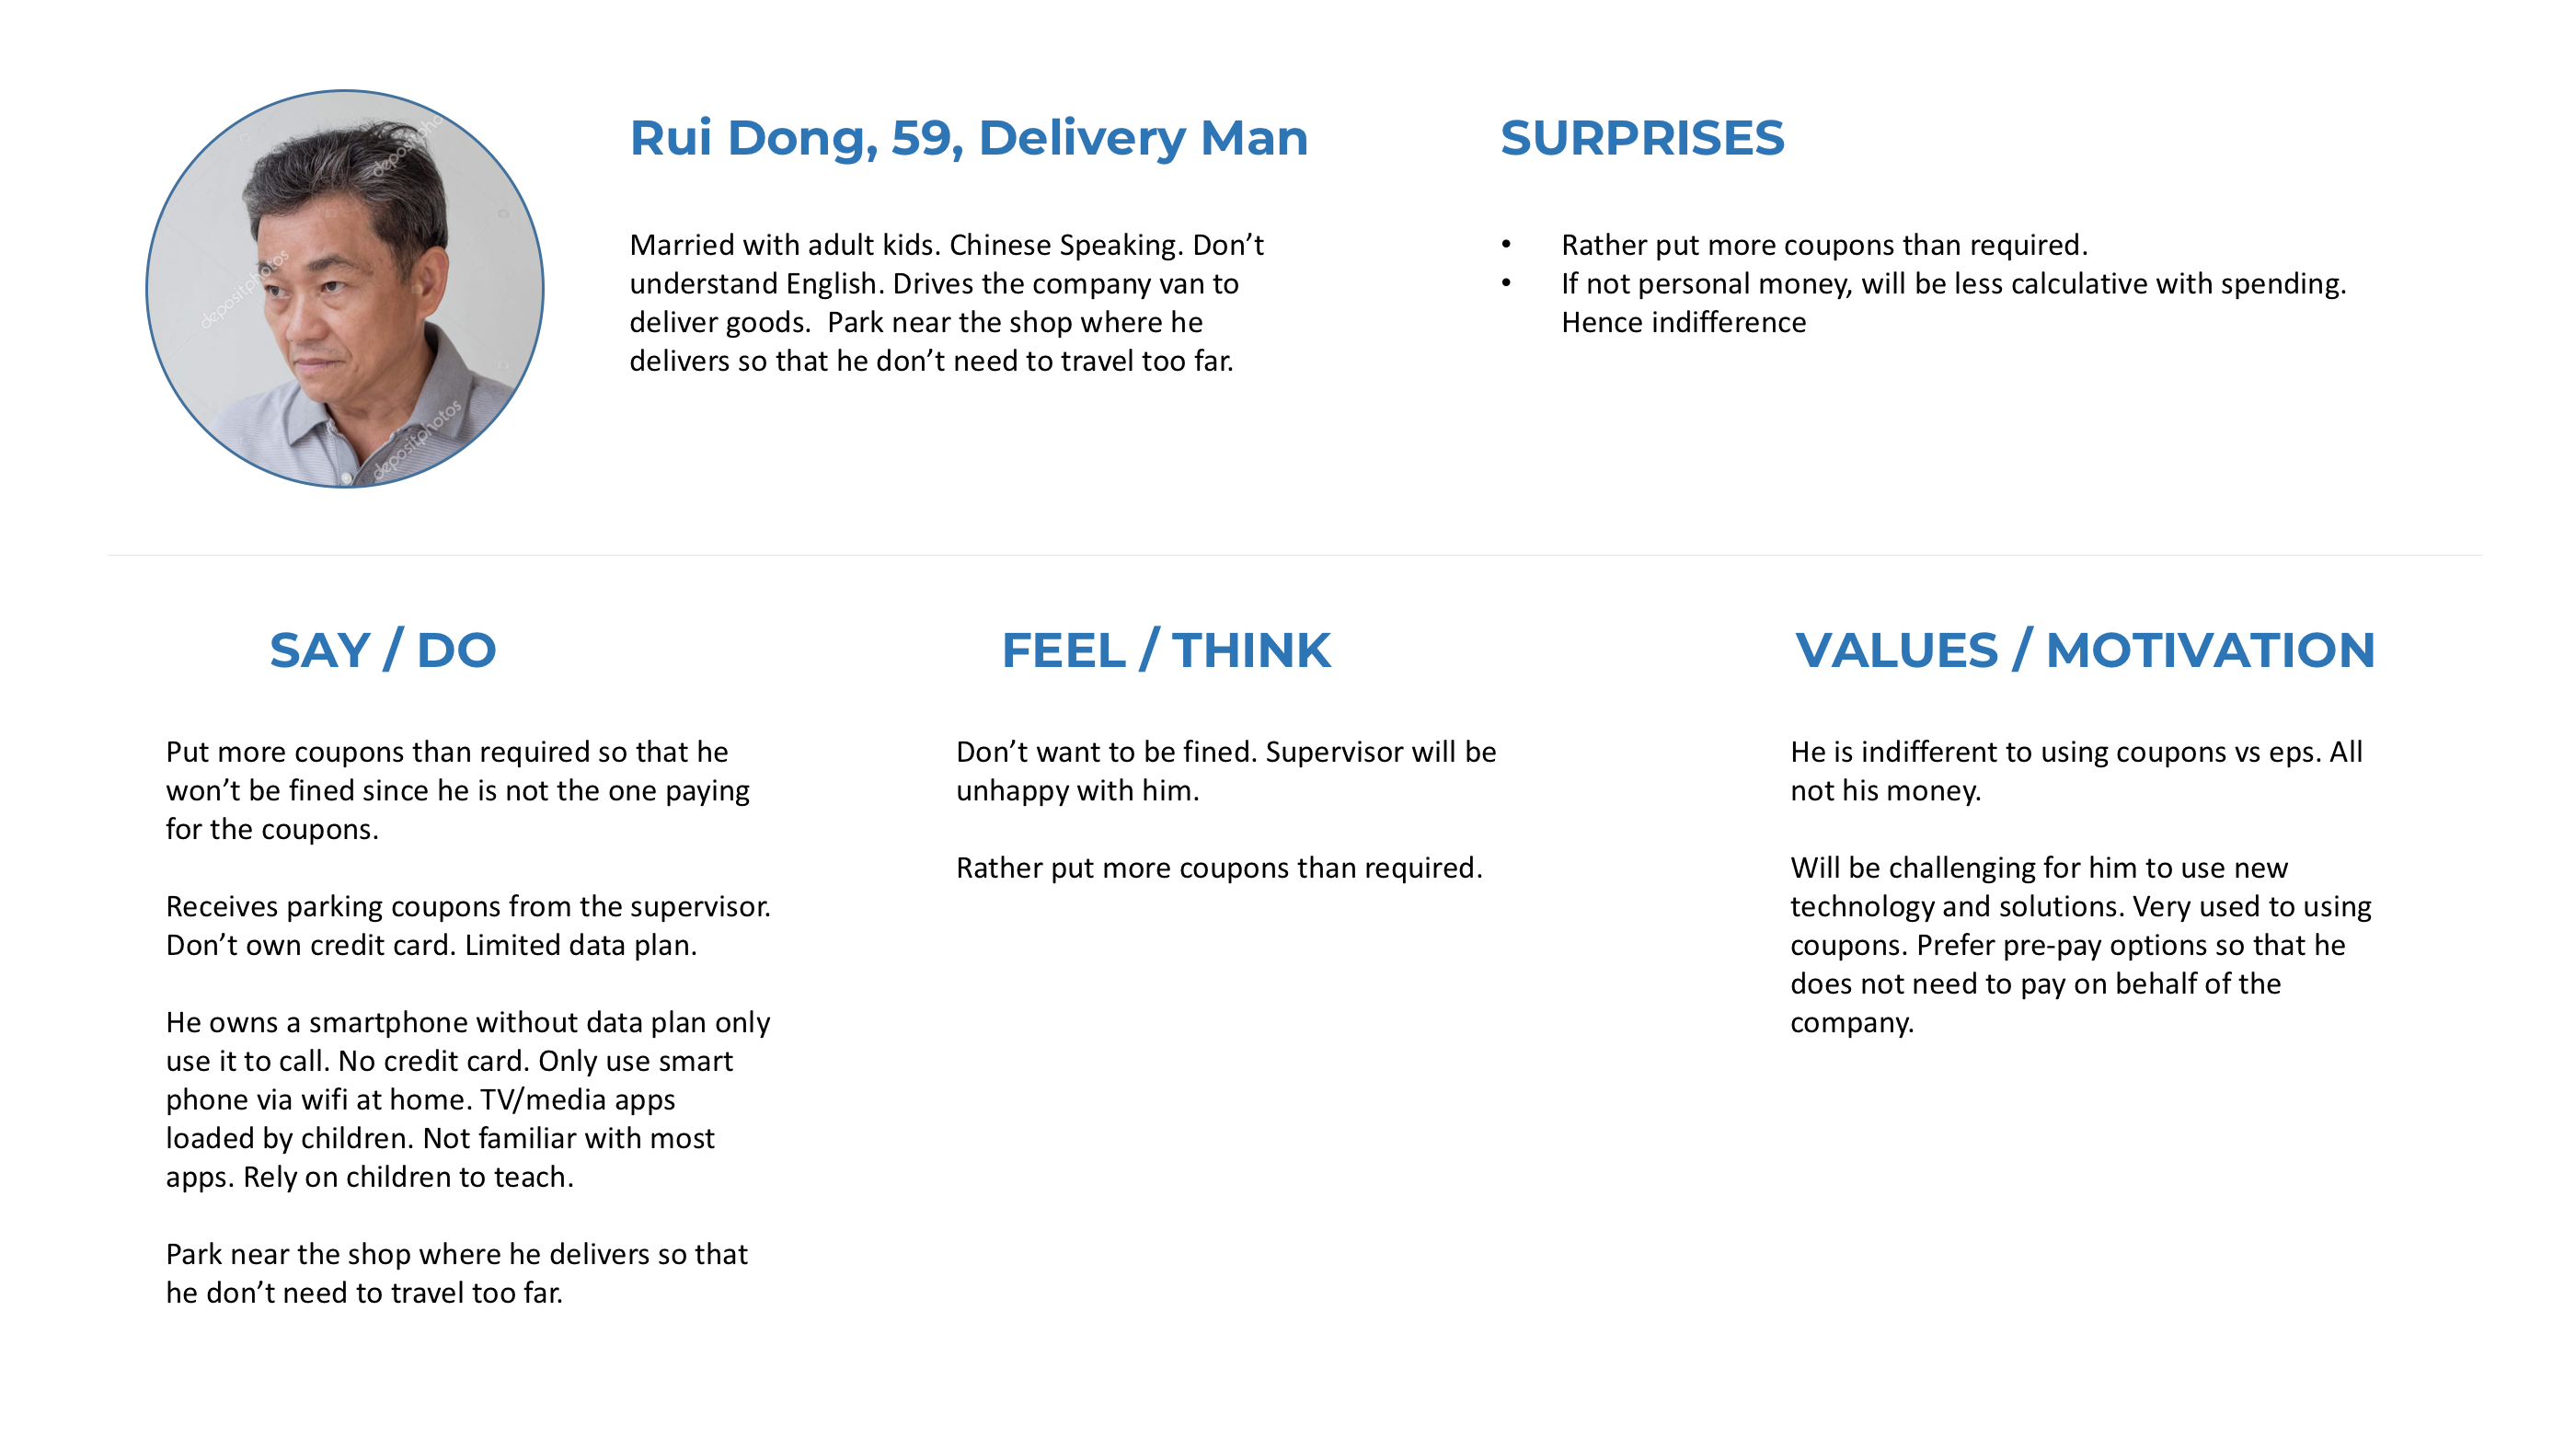 Rui Dong, 59, Delivery Man
Married with adult kids. Chinese Speaking. Don’t
understand English. Drives the company van to
deliver goods.  Park near the shop where he
delivers so that he don’t need to travel too far.
SURPRISES
• Rather put more coupons than required.
• If not personal money, will be less calculative with spending.
Hence indifference
depositphotos
depositphotos
depositphotos
SAY / DO
Put more coupons than required so that he
won’t be fined since he is not the one paying
for the coupons.
Receives parking coupons from the supervisor.
Don’t own credit card. Limited data plan.
He owns a smartphone without data plan only
use it to call. No credit card. Only use smart
phone via wifi at home. TV/media apps
loaded by children. Not familiar with most
apps. Rely on children to teach.
Park near the shop where he delivers so that
he don’t need to travel too far.
FEEL / THINK
Don’t want to be fined. Supervisor will be
unhappy with him.
Rather put more coupons than required.
VALUES / MOTIVATION
He is indifferent to using coupons vs eps. All
not his money.
Will be challenging for him to use new
technology and solutions. Very used to using
coupons. Prefer pre-pay options so that he
does not need to pay on behalf of the
company.